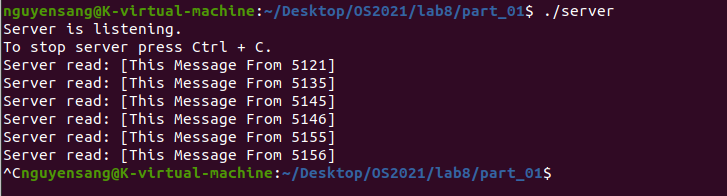 nguyensang@K-virtual-machine:~/Desktop/OS2021/lab8/part_01$ ./server
Server is listening.
To stop server press Ctrl + C.
Server read: [This Message From 5121]
Server read: [This Message From 5135]
Server read: [This Message From 5145]
Server read: [This Message From 5146]
Server read: [This Message From 5155]
Server read: [This Message From 5156]
^Cnguyensang@K-virtual-machine:~/Desktop/OS2021/lab8/part_01$